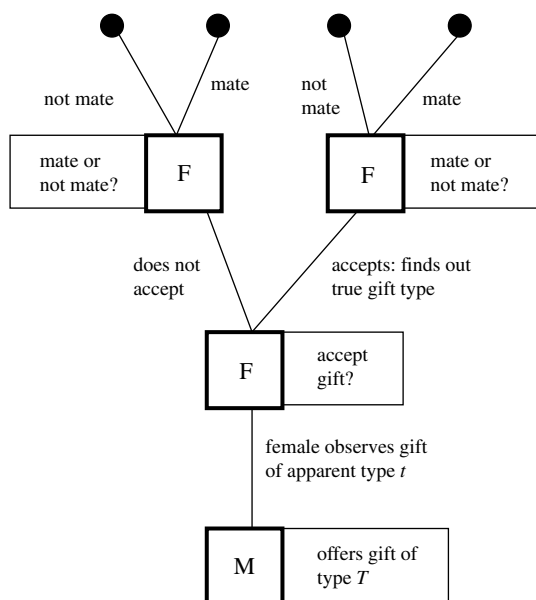 not mate
mate
not
mate
mate
mate or
not mate?
F
F
mate or
not mate?
does not
accept
accepts: finds out
true gift type
F
accept
gift?
female observes gift
of apparent type t
M
offers gift of
type T